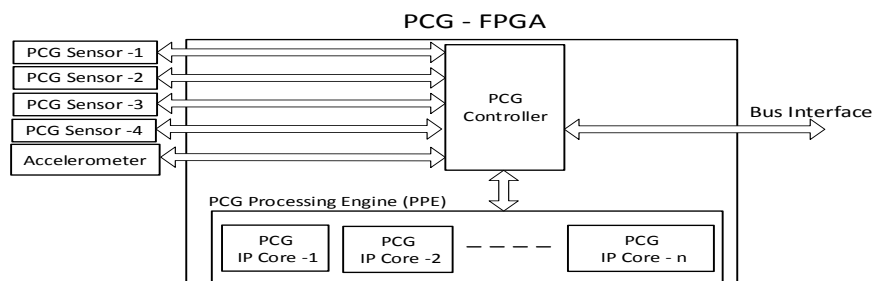 PCG - FPGA
PCG Sensor -1
PCG Sensor -2
PCG Sensor -3
PCG Sensor -4
Accelerometer
PCG
Controller
Bus Interface
PCG Processing Engine (PPE)
PCG
IP Core -1
PCG
IP Core -2
PCG
IP Core - n